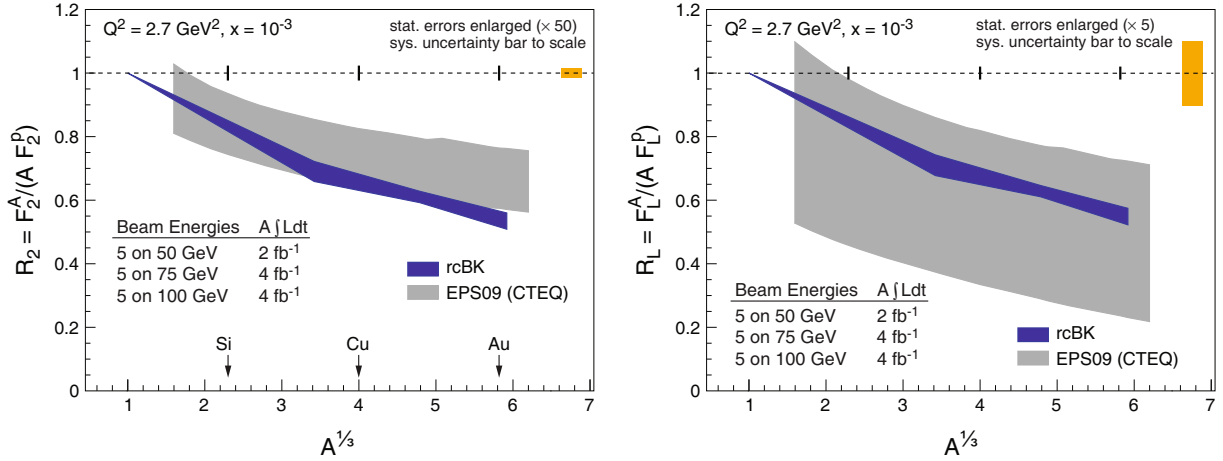 Q² = 2.7 GeV², x = 10⁻³
stat. errors enlarged (× 50)
sys. uncertainty bar to scale
R₂ = F₂ᴬ/(A F₂ᵖ)
1.2
1
0.8
0.6
0.4
0.2
0
Beam Energies A ∫Ldt
5 on 50 GeV 2 fb⁻¹
5 on 75 GeV 4 fb⁻¹
5 on 100 GeV 4 fb⁻¹
rcBK
EPS09 (CTEQ)
Si Cu Au
1 2 3 4 5 6 7
A^⅓
Q² = 2.7 GeV², x = 10⁻³
stat. errors enlarged (× 5)
sys. uncertainty bar to scale
R_L = F_Lᴬ/(A F_Lᵖ)
1.2
1
0.8
0.6
0.4
0.2
0
Beam Energies A ∫Ldt
5 on 50 GeV 2 fb⁻¹
5 on 75 GeV 4 fb⁻¹
5 on 100 GeV 4 fb⁻¹
rcBK
EPS09 (CTEQ)
1 2 3 4 5 6 7
A^⅓